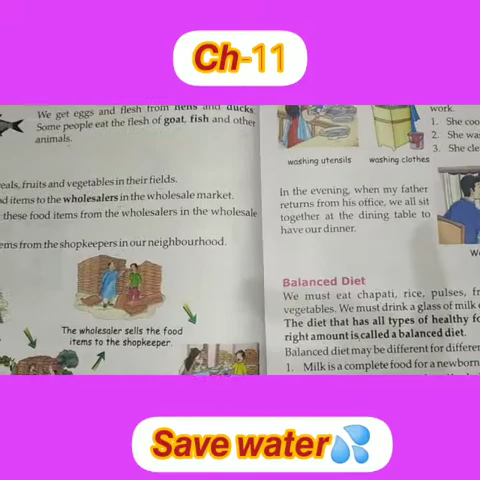 Ch-11
We get eggs and flesh from hens and ducks.
Some people eat the flesh of goat, fish and other
animals.
eals, fruits and vegetables in their fields.
d items to the wholesalers in the wholesale market.
these food items from the wholesalers in the wholesale
ems from the shopkeepers in our neighbourhood.
The wholesaler sells the food
items to the shopkeeper.
work.
1. She coo
2. She was
3. She cle
washing utensils washing clothes
In the evening, when my father
returns from his office, we all sit
together at the dining table to
have our dinner.
W
Balanced Diet
We must eat chapati, rice, pulses, fr
vegetables. We must drink a glass of milk
The diet that has all types of healthy fo
right amount is called a balanced diet.
Balanced diet may be different for differe
1. Milk is a complete food for a newborn
Save water💦